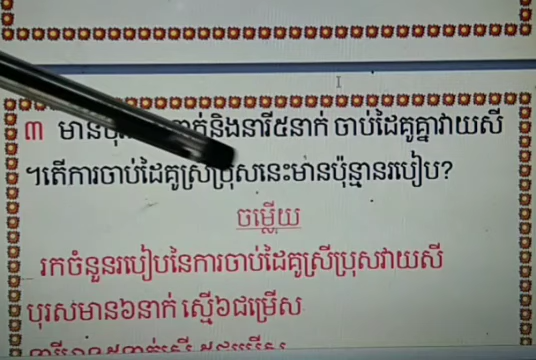 ៣ មាន នាក់និងនារី៥នាក់ ចាប់ដៃគូគ្នាវាយសី
។តើការចាប់ដៃគូស្រីប្រុសនេះមានប៉ុន្មានរបៀប?
ចម្លើយ
រកចំនួនរបៀបនៃការចាប់ដៃគូស្រីប្រុសវាយសី
បុរសមាន៦នាក់ ស្មើ៦ជម្រើស